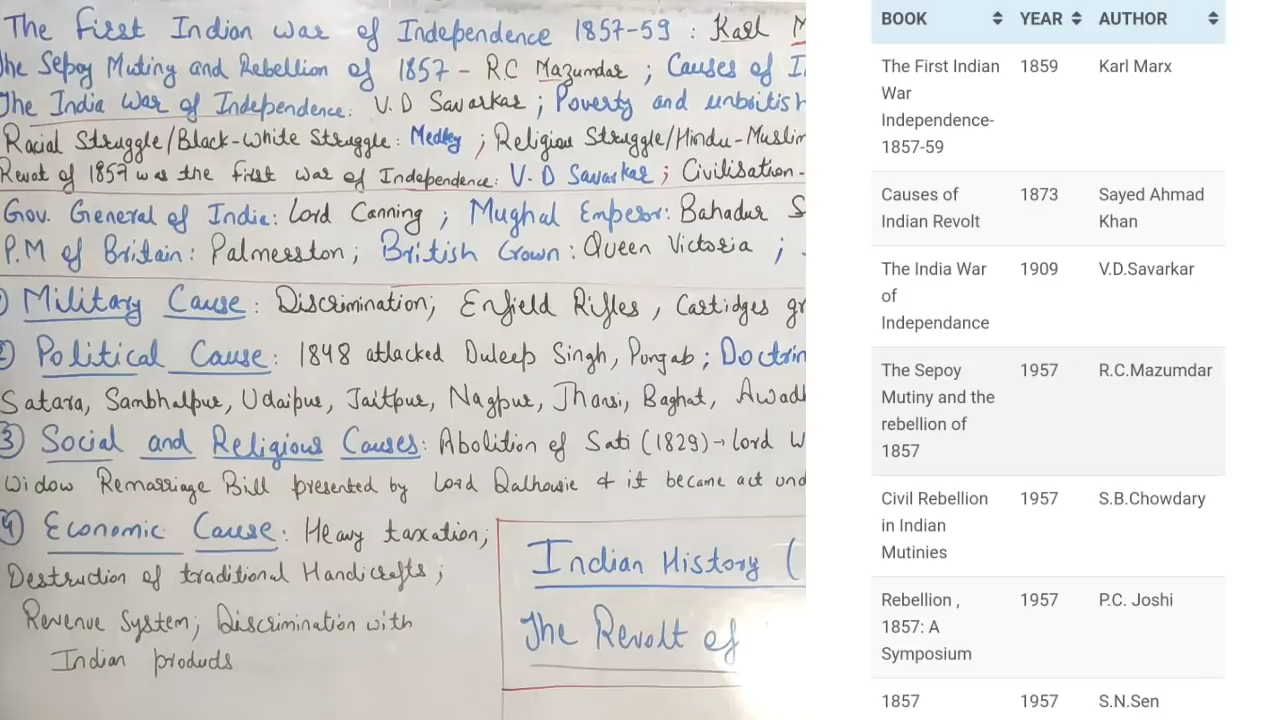 The First Indian War of Independence 1857-59 : Karl M
The Sepoy Mutiny and Rebellion of 1857 - R.C Mazumdar ; Causes of I
The India War of Independence: V.D Savarkar ; Poverty and unbritish
Racial Struggle/Black-White Struggle: Medley ; Religious Struggle/Hindu-Muslim
Revot of 1857 was the first war of Independence: V.D Savarkar ; Civilisation-
Gov. General of India: Lord Canning ; Mughal Emperor: Bahadur S
P.M of Britain: Palmerston ; British Crown : Queen Victoria ;
Military Cause : Discrimination; Enfield Rifles , Cartidges gr
2) Political Cause : 1848 attacked Duleep Singh, Punjab ; Doctrin
Satara, Sambhalpur, Udaipur, Jaitpur, Nagpur, Jhansi, Baghat, Awadh
③ Social and Religious Causes : Abolition of Sati (1829) → lord W
Widow Remarriage Bill presented by Lord Dalhousie & it became act und
4) Economic Cause : Heavy taxation;
Destruction of traditional Handicrafts ;
Revenue System; Discrimination with
Indian products
Indian History (
The Revolt of
BOOK YEAR AUTHOR
The First Indian 1859 Karl Marx
War
Independence-
1857-59
Causes of 1873 Sayed Ahmad
Indian Revolt Khan
The India War 1909 V.D.Savarkar
of
Independance
The Sepoy 1957 R.C.Mazumdar
Mutiny and the
rebellion of
1857
Civil Rebellion 1957 S.B.Chowdary
in Indian
Mutinies
Rebellion , 1957 P.C. Joshi
1857: A
Symposium
1857 1957 S.N.Sen